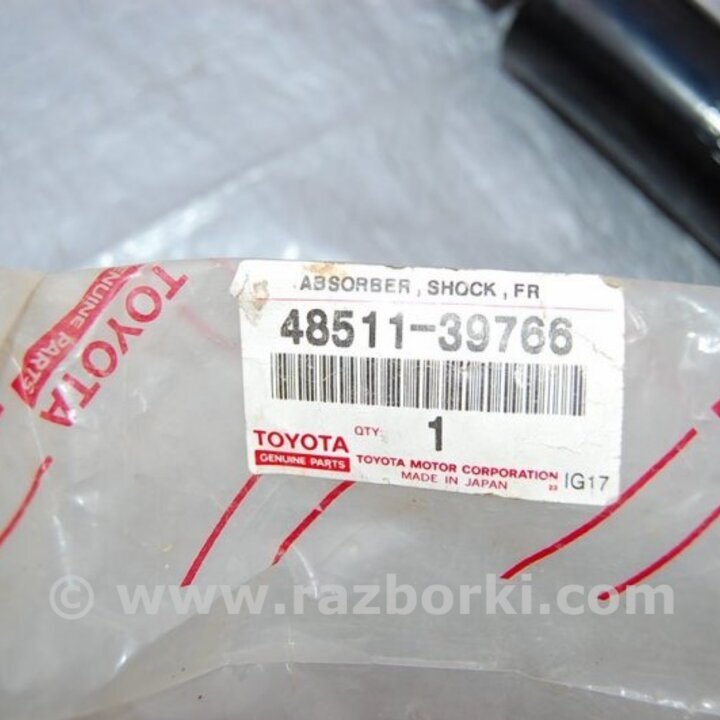 ABSORBER, SHOCK, FR
48511-39766
QTY. 1
TOYOTA
GENUINE PARTS
TOYOTA MOTOR CORPORATION
MADE IN JAPAN
23 IG17
TOYOTA
GENUINE PARTS
© www.razborki.com